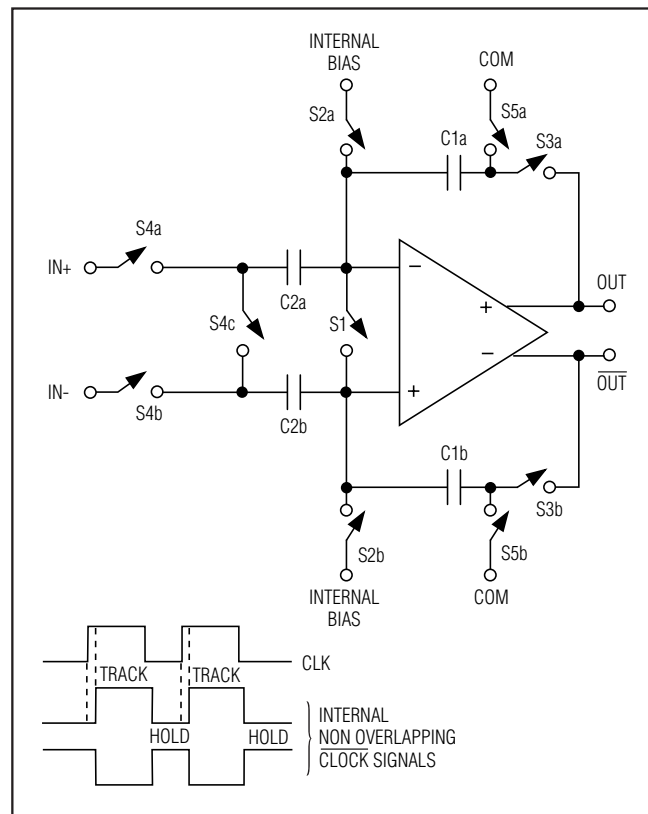 INTERNAL
BIAS
COM
S2a
S5a
C1a
S3a
S4a
IN+
C2a
S4c
S1
−
+
OUT
−
OUT
IN-
S4b
C2b
+
C1b
S3b
S2b
S5b
INTERNAL
BIAS
COM
CLK
TRACK TRACK
HOLD HOLD
INTERNAL
NON OVERLAPPING
CLOCK SIGNALS